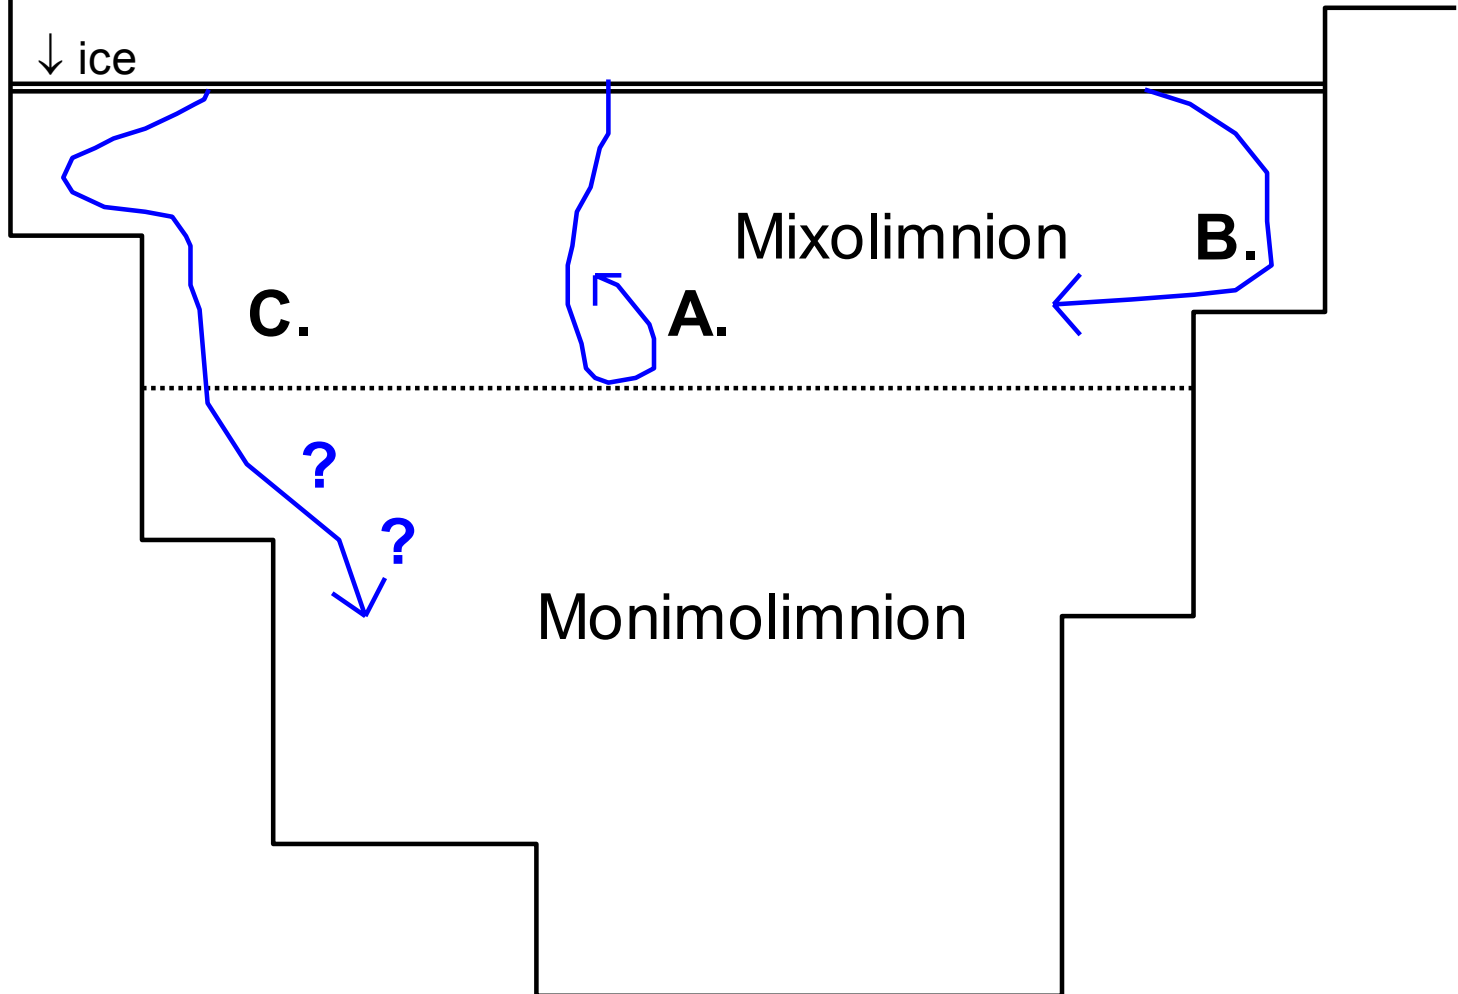 ↓ ice
Mixolimnion
B.
C.
A.
?
?
Monimolimnion